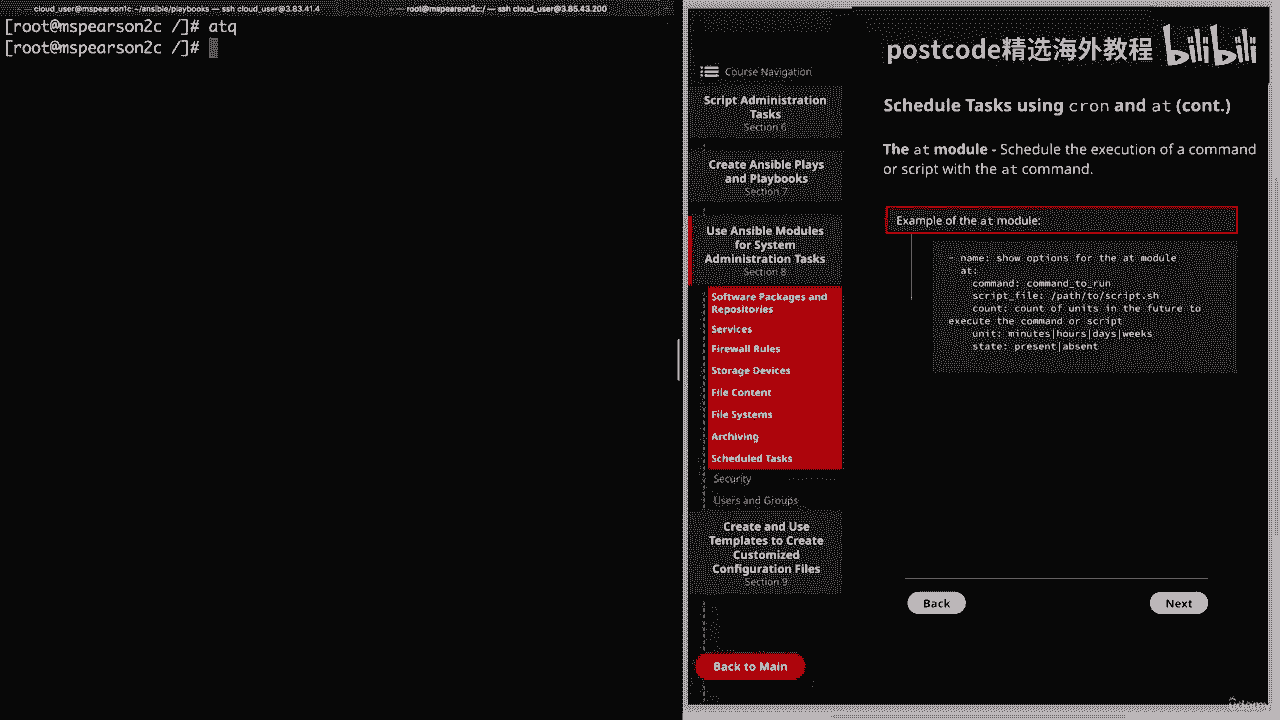 cloud_user@mspearson1c:~/ansible/playbooks — ssh cloud_user@3.83.41.4
root@mspearson2c:/ — ssh cloud_user@3.85.43.200
[root@mspearson2c /]# atq
[root@mspearson2c /]#
postcode精选海外教程 bilibili
Course Navigation
Script Administration
Tasks
Section 6
Create Ansible Plays
and Playbooks
Section 7
Use Ansible Modules
for System
Administration Tasks
Section 8
Software Packages and
Repositories
Services
Firewall Rules
Storage Devices
File Content
File Systems
Archiving
Scheduled Tasks
Security
Users and Groups
Create and Use
Templates to Create
Customized
Configuration Files
Section 9
Back to Main
Schedule Tasks using cron and at (cont.)
The at module - Schedule the execution of a command
or script with the at command.
Example of the at module:
- name: show options for the at module
at:
command: command_to_run
script_file: /path/to/script.sh
count: count of units in the future to
execute the command or script
unit: minutes|hours|days|weeks
state: present|absent
Back
Next
Udemy